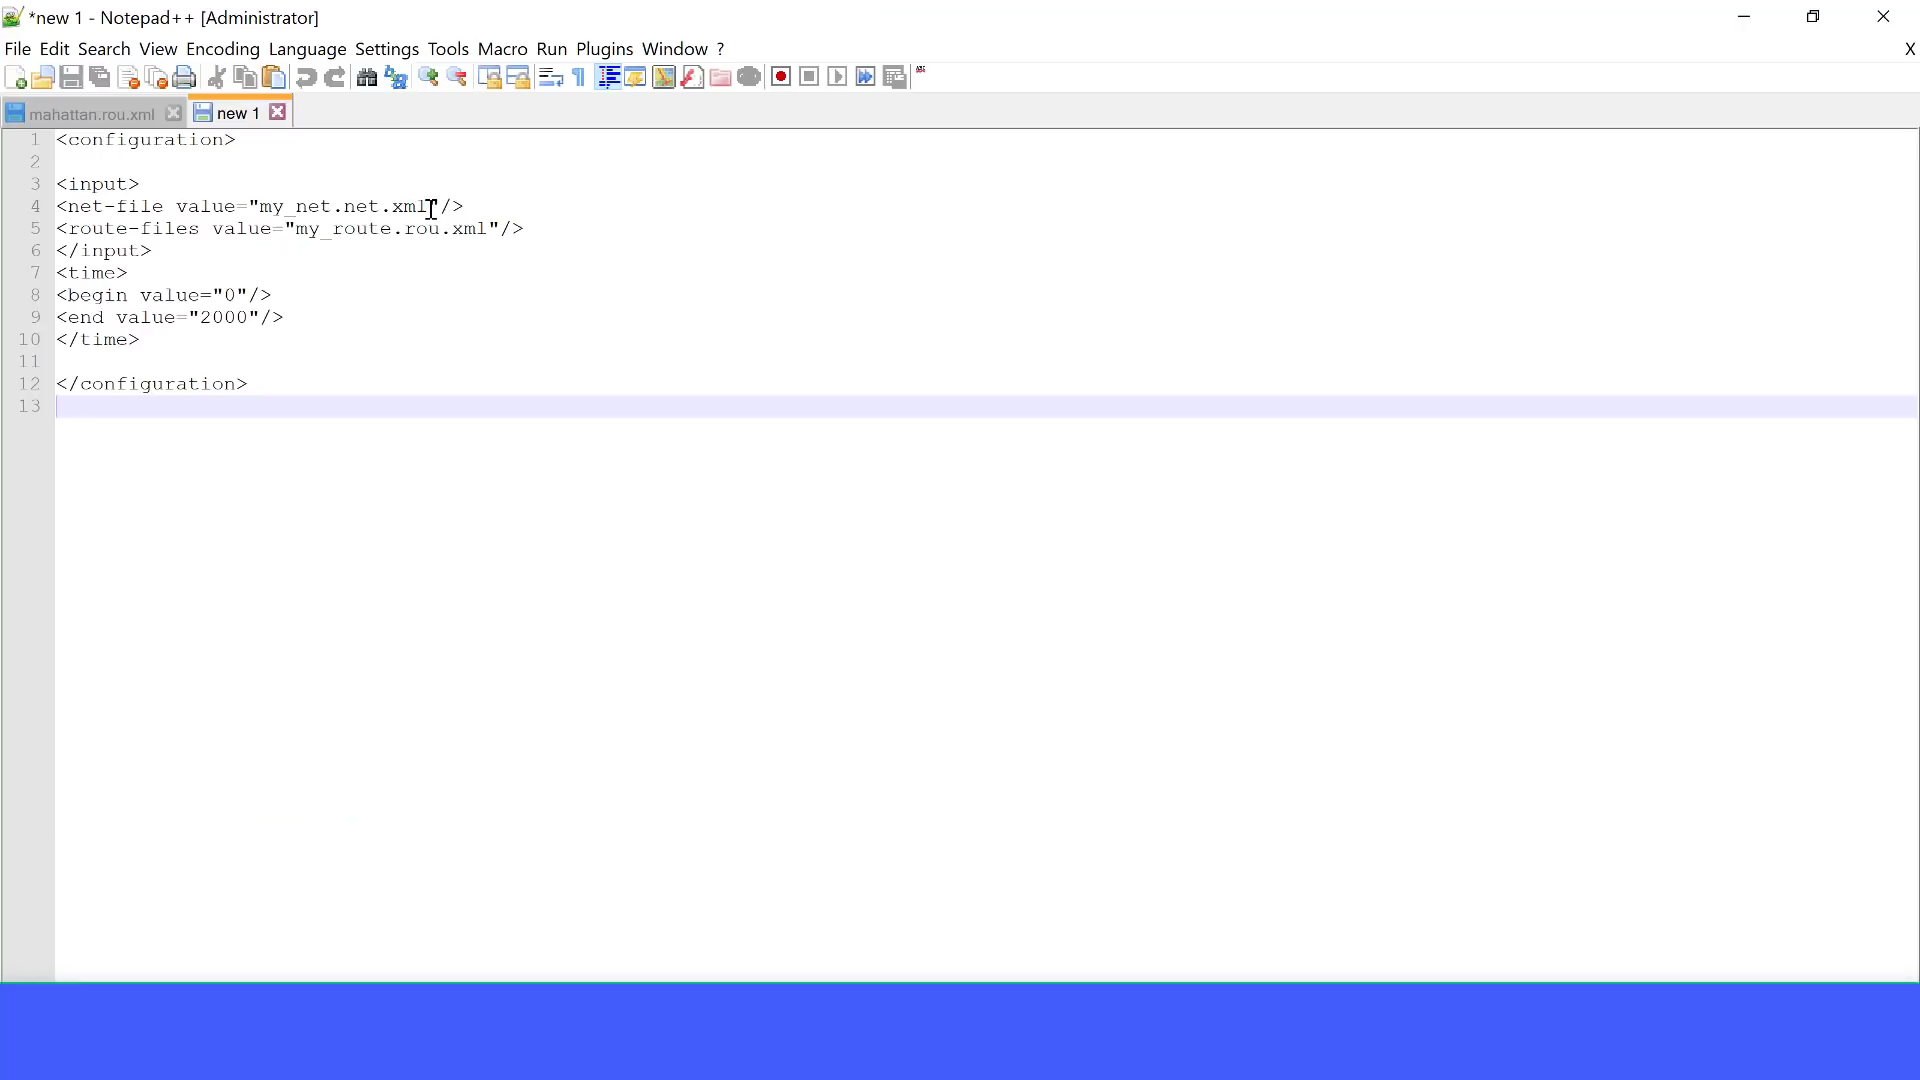 *new 1 - Notepad++ [Administrator]
File Edit Search View Encoding Language Settings Tools Macro Run Plugins Window ? X
mahattan.rou.xml new 1
1 <configuration>
2
3 <input>
4 <net-file value="my_net.net.xml"/>
5 <route-files value="my_route.rou.xml"/>
6 </input>
7 <time>
8 <begin value="0"/>
9 <end value="2000"/>
10 </time>
11
12 </configuration>
13